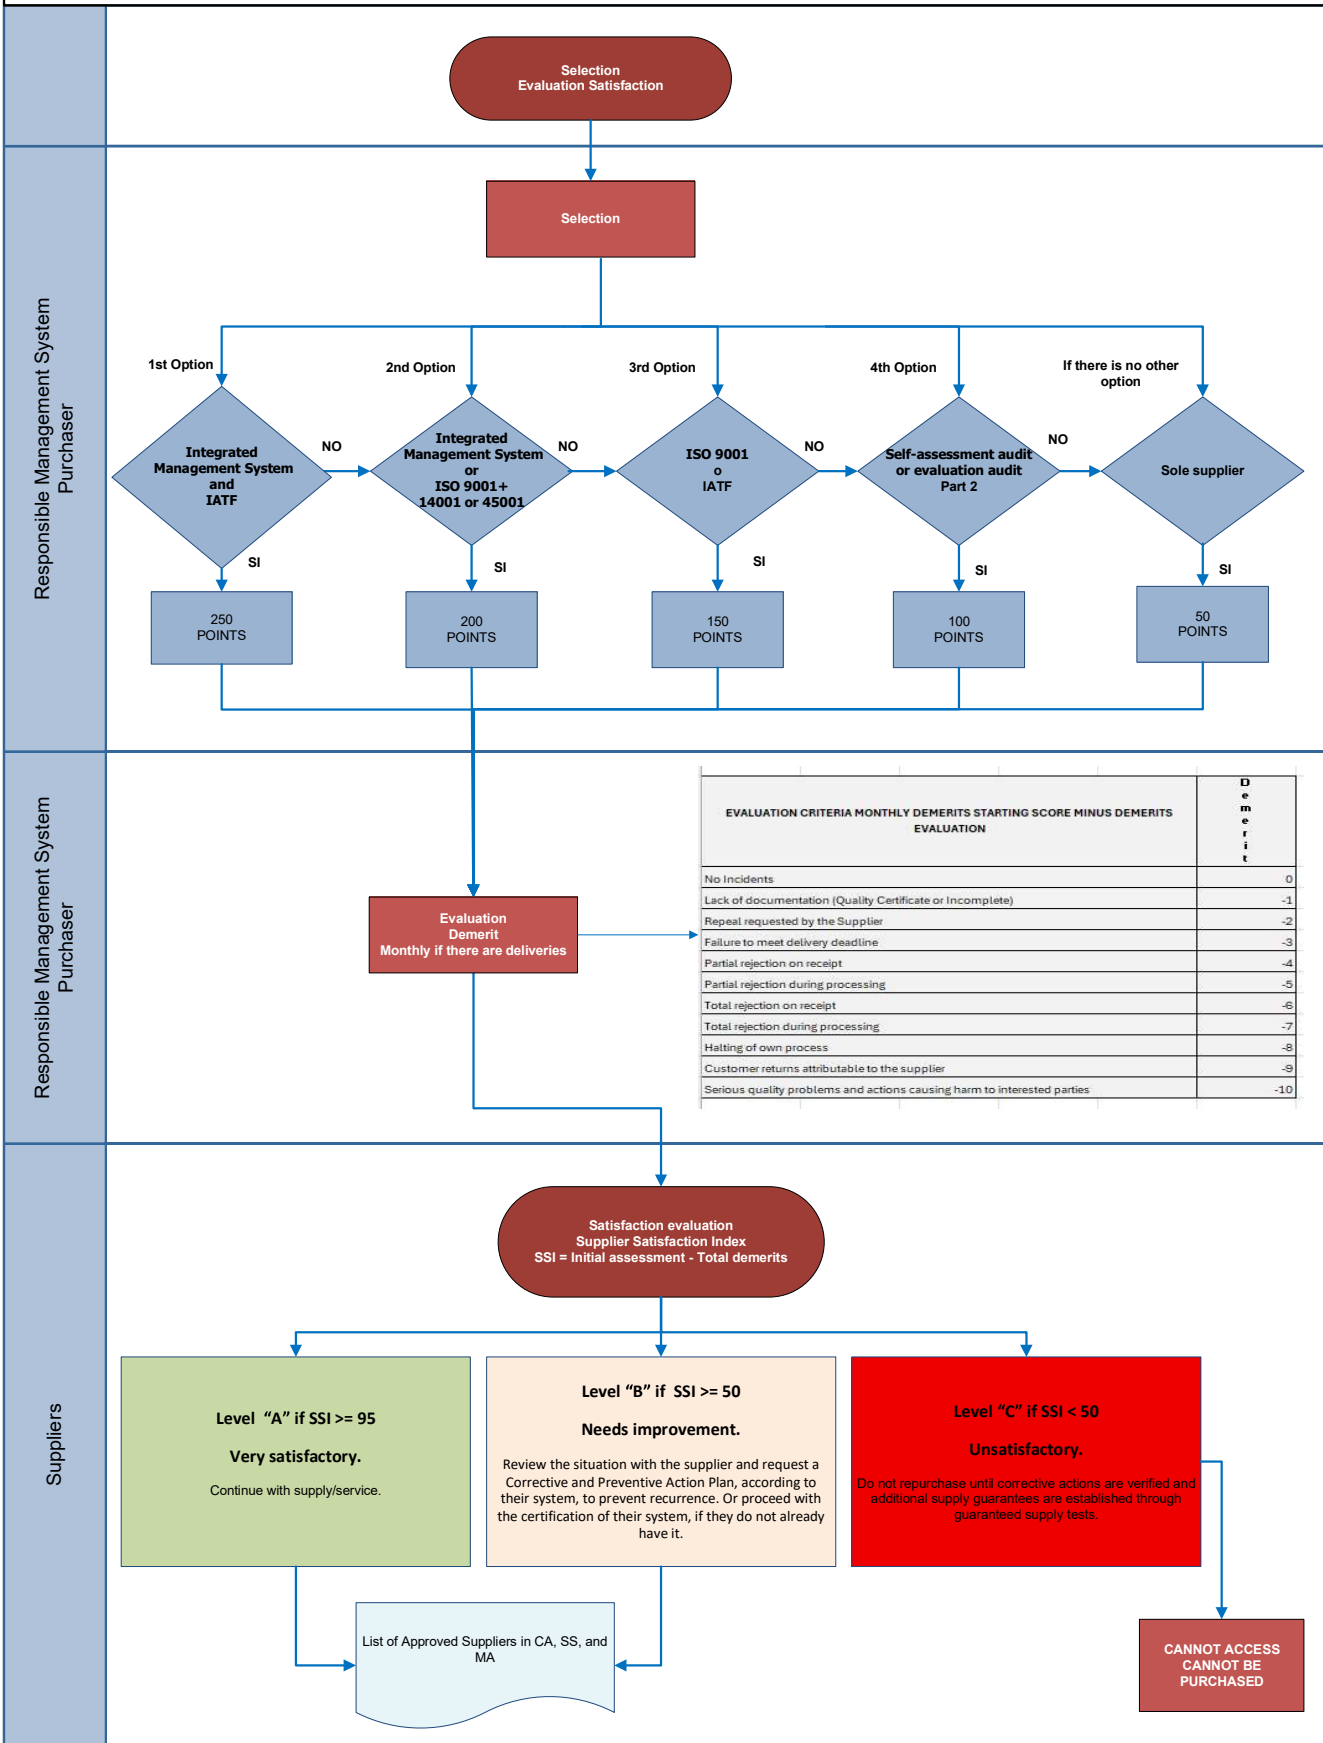 Selection
Evaluation Satisfaction
Responsible Management System
Purchaser
Selection
1st Option
2nd Option
3rd Option
4th Option
If there is no other
option
Integrated
Management System
and
IATF
NO
Integrated
Management System
or
ISO 9001+
14001 or 45001
NO
ISO 9001
o
IATF
NO
Self-assessment audit
or evaluation audit
Part 2
NO
Sole supplier
SI
SI
SI
SI
SI
250
POINTS
200
POINTS
150
POINTS
100
POINTS
50
POINTS
Responsible Management System
Purchaser
Evaluation
Demerit
Monthly if there are deliveries
EVALUATION CRITERIA MONTHLY DEMERITS STARTING SCORE MINUS DEMERITS
EVALUATION
Demerit
No Incidents 0
Lack of documentation (Quality Certificate or Incomplete) -1
Repeal requested by the Supplier -2
Failure to meet delivery deadline -3
Partial rejection on receipt -4
Partial rejection during processing -5
Total rejection on receipt -6
Total rejection during processing -7
Halting of own process -8
Customer returns attributable to the supplier -9
Serious quality problems and actions causing harm to interested parties -10
Suppliers
Satisfaction evaluation
Supplier Satisfaction Index
SSI = Initial assessment - Total demerits
Level "A" if SSI >= 95
Very satisfactory.
Continue with supply/service.
Level "B" if SSI >= 50
Needs improvement.
Review the situation with the supplier and request a
Corrective and Preventive Action Plan, according to
their system, to prevent recurrence. Or proceed with
the certification of their system, if they do not already
have it.
Level "C" if SSI < 50
Unsatisfactory.
Do not repurchase until corrective actions are verified and
additional supply guarantees are established through
guaranteed supply tests.
List of Approved Suppliers in CA, SS, and
MA
CANNOT ACCESS
CANNOT BE
PURCHASED